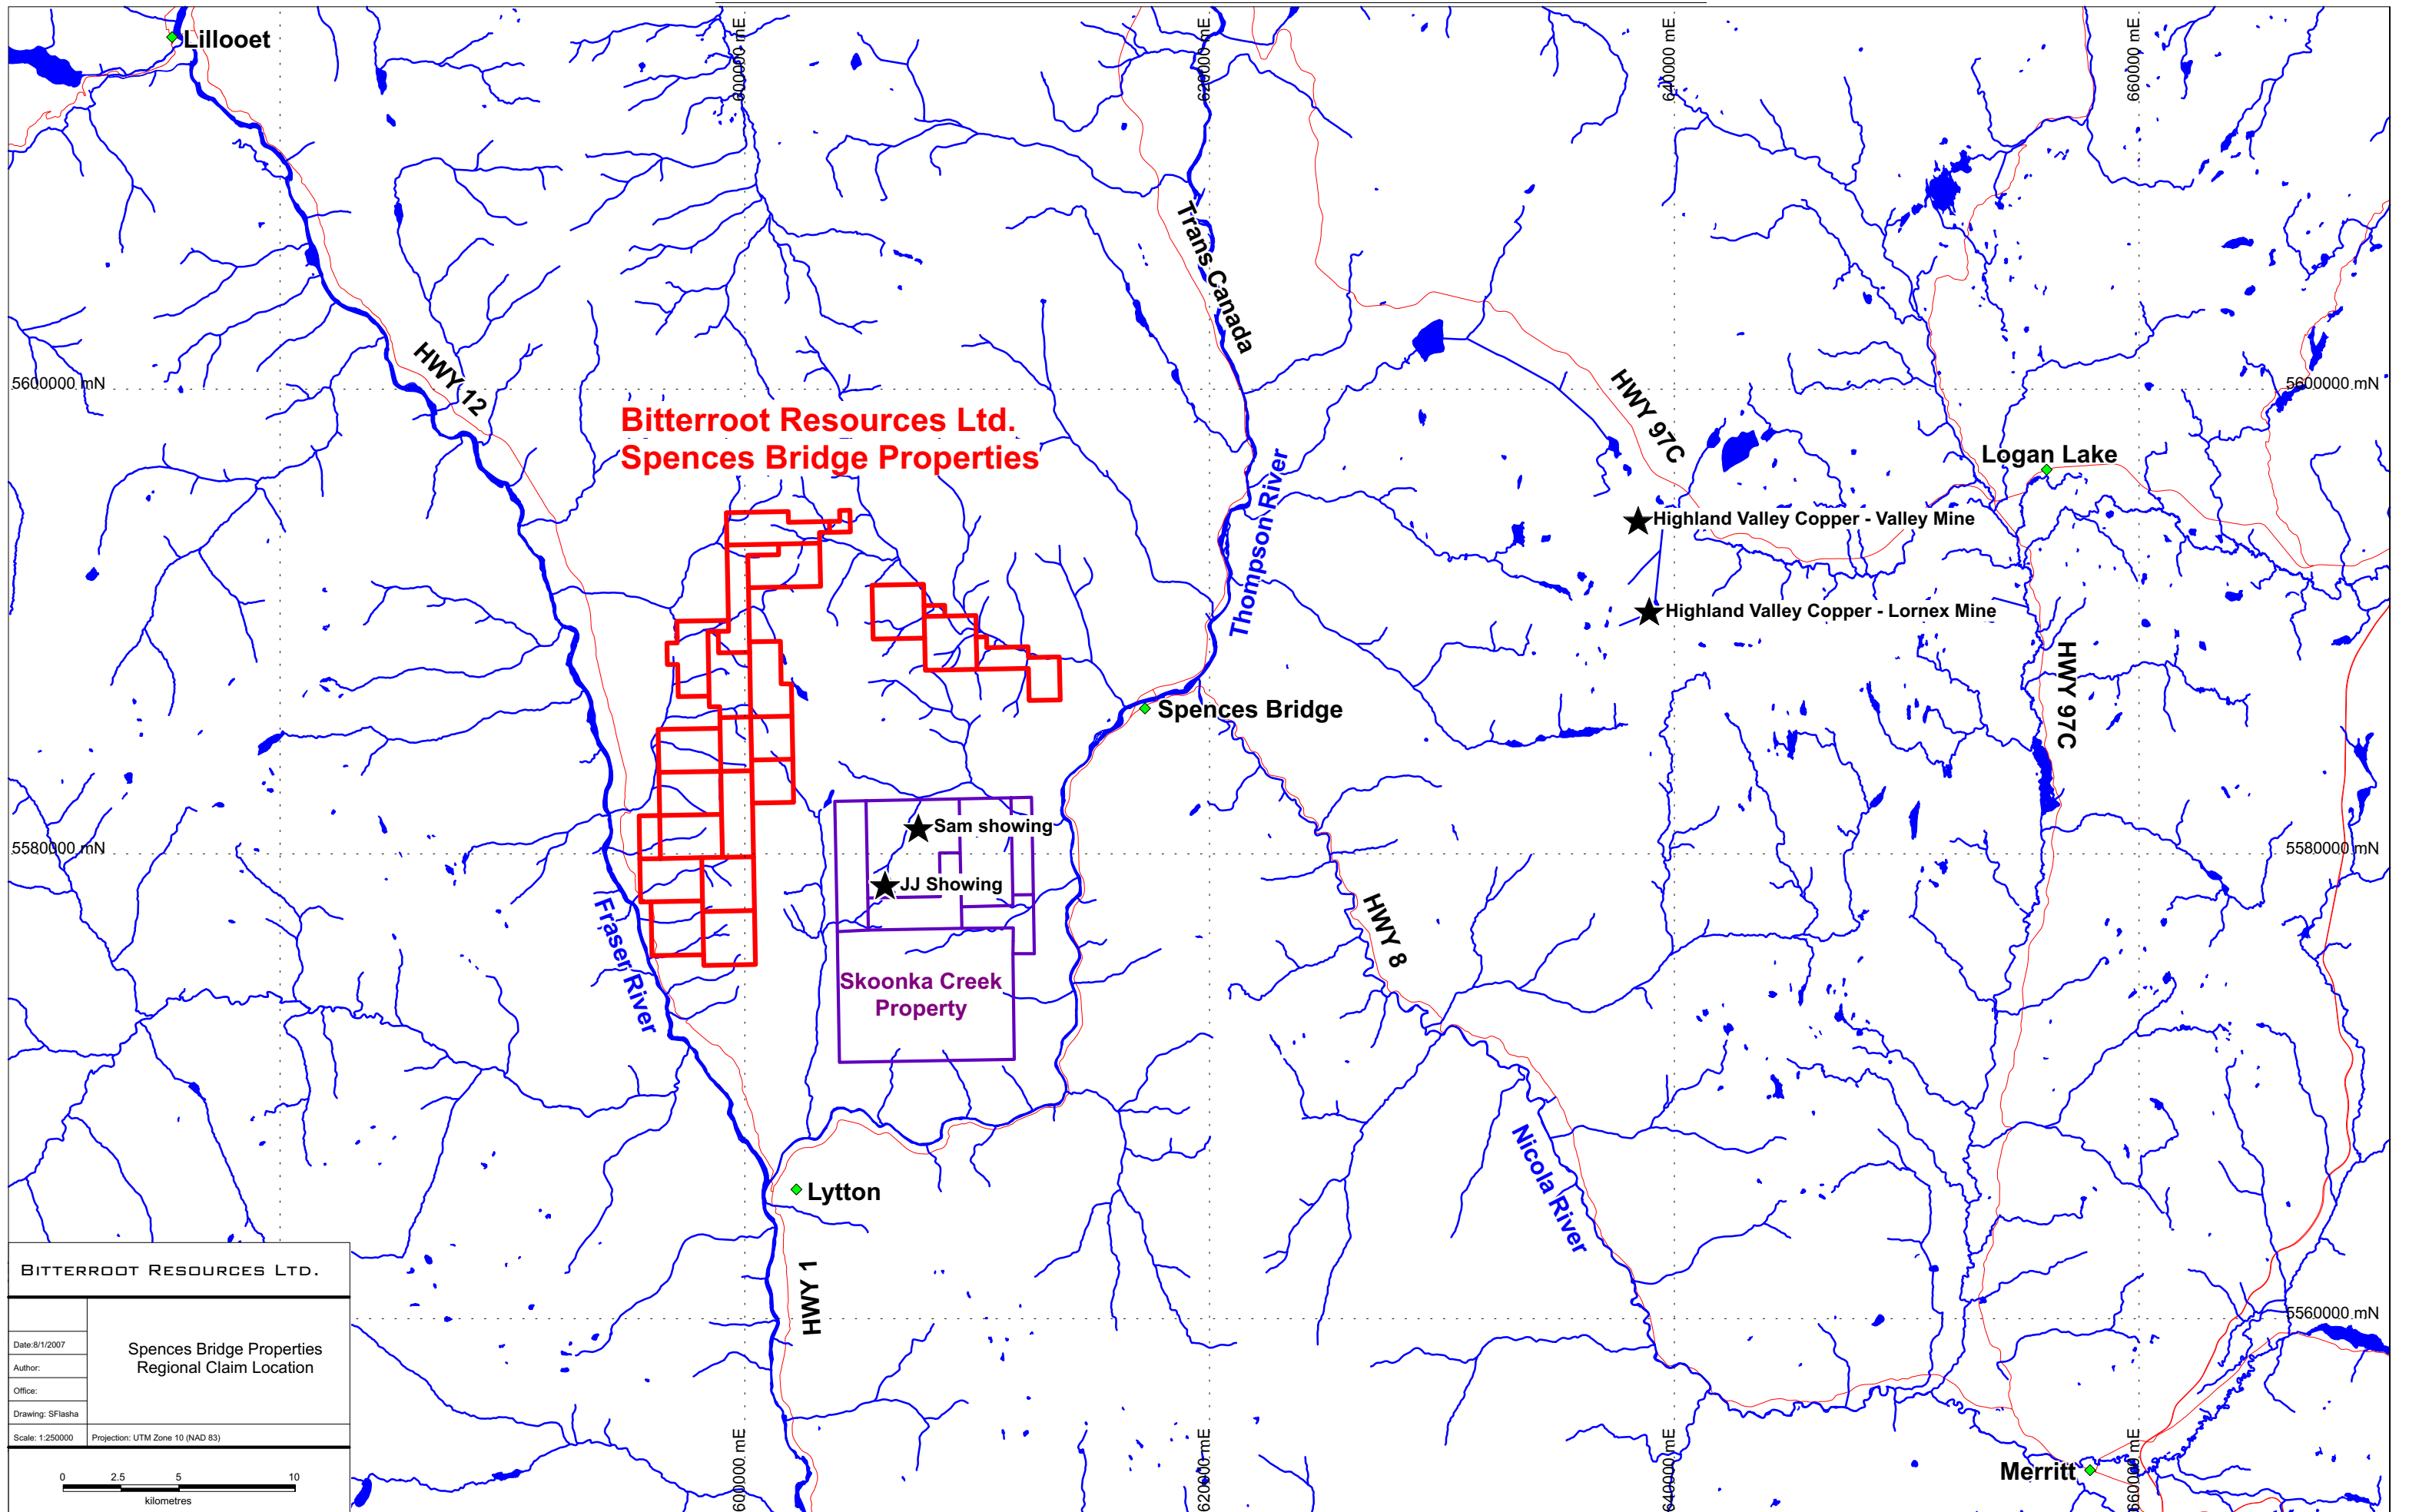 Lillooet
600000 mE
620000 mE
640000 mE
660000 mE
Trans Canada
HWY 12
5600000 mN
5600000 mN
HWY 97C
Bitterroot Resources Ltd.
Spences Bridge Properties
Logan Lake
Thompson River
Highland Valley Copper - Valley Mine
Highland Valley Copper - Lornex Mine
HWY 97C
Spences Bridge
Sam showing
5580000 mN
5580000 mN
JJ Showing
HWY 8
Fraser River
Skoonka Creek
Property
Nicola River
Lytton
HWY 1
5560000 mN
BITTERROOT RESOURCES LTD.
Date:8/1/2007
Author:
Office:
Drawing: SFlasha
Scale: 1:250000
Spences Bridge Properties
Regional Claim Location
Projection: UTM Zone 10 (NAD 83)
0 2.5 5 10
kilometres
600000 mE
620000 mE
640000 mE
660000 mE
Merritt